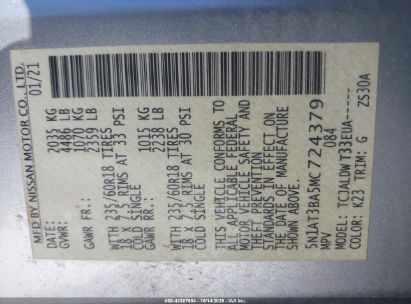 MFD BY NISSAN MOTOR CO., LTD.
01/21
GVWR: 2035 KG
4486 LB
GAWR FR.: 1070 KG
2359 LB
WITH 235/60R18 TIRES
18 X 7.5 RIMS AT 33 PSI
COLD SINGLE
GAWR RR.: 1015 KG
2238 LB
WITH 235/60R18 TIRES
18 X 7.5 RIMS AT 30 PSI
COLD SINGLE
THIS VEHICLE CONFORMS TO
ALL APPLICABLE FEDERAL
MOTOR VEHICLE SAFETY AND
THEFT PREVENTION
STANDARDS IN EFFECT ON
THE DATE OF MANUFACTURE
SHOWN ABOVE.
5N1AT3BA5MC724379
MPV
MODEL: TCJALDWT33EUA-----
COLOR: K23 TRIM: G ZS30A